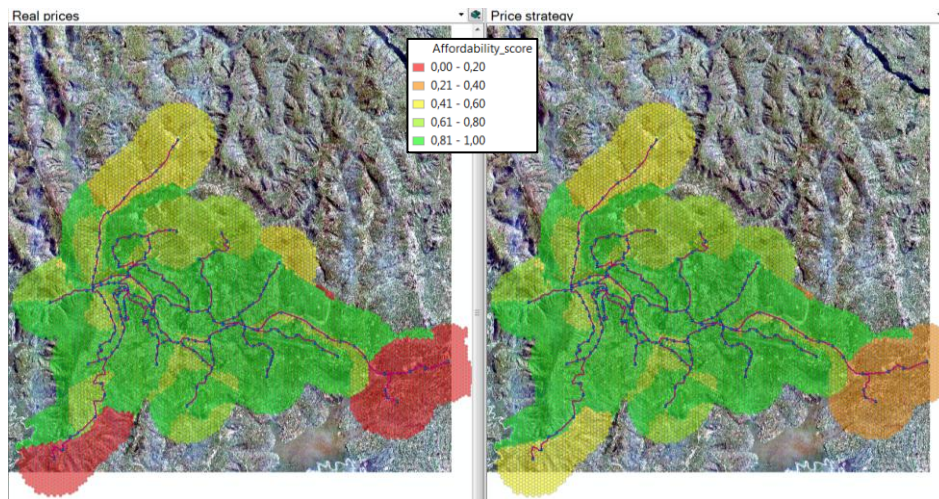 Real prices
Price strategy
Affordability_score
0,00 - 0,20
0,21 - 0,40
0,41 - 0,60
0,61 - 0,80
0,81 - 1,00